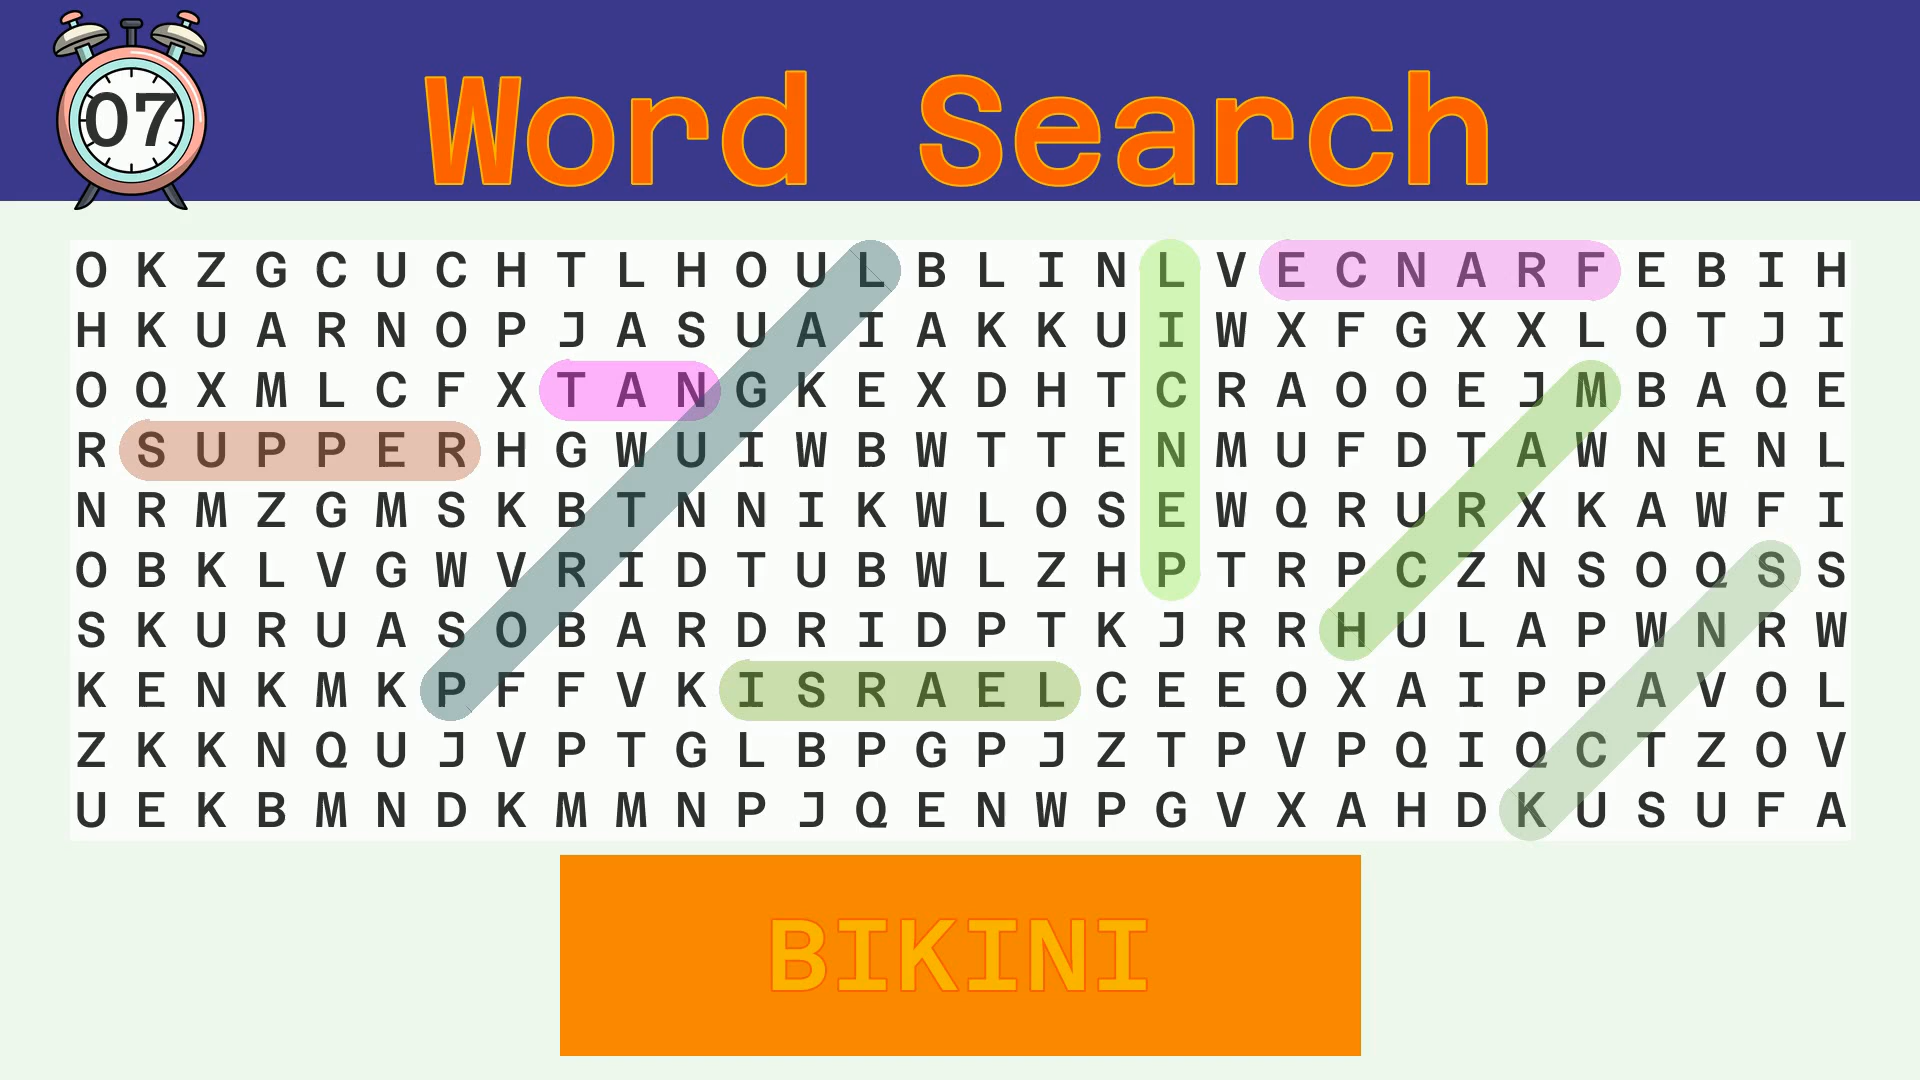 07
Word Search
O K Z G C U C H T L H O U L B L I N L V E C N A R F E B I H
H K U A R N O P J A S U A I A K K U I W X F G X X L O T J I
O Q X M L C F X T A N G K E X D H T C R A O O E J M B A Q E
R S U P P E R H G W U I W B W T T E N M U F D T A W N E N L
N R M Z G M S K B T N N I K W L O S E W Q R U R X K A W F I
O B K L V G W V R I D T U B W L Z H P T R P C Z N S O Q S S
S K U R U A S O B A R D R I D P T K J R R H U L A P W N R W
K E N K M K P F F V K I S R A E L C E E O X A I P P A V O L
Z K K N Q U J V P T G L B P G P J Z T P V P Q I Q C T Z O V
U E K B M N D K M M N P J Q E N W P G V X A H D K U S U F A
BIKINI